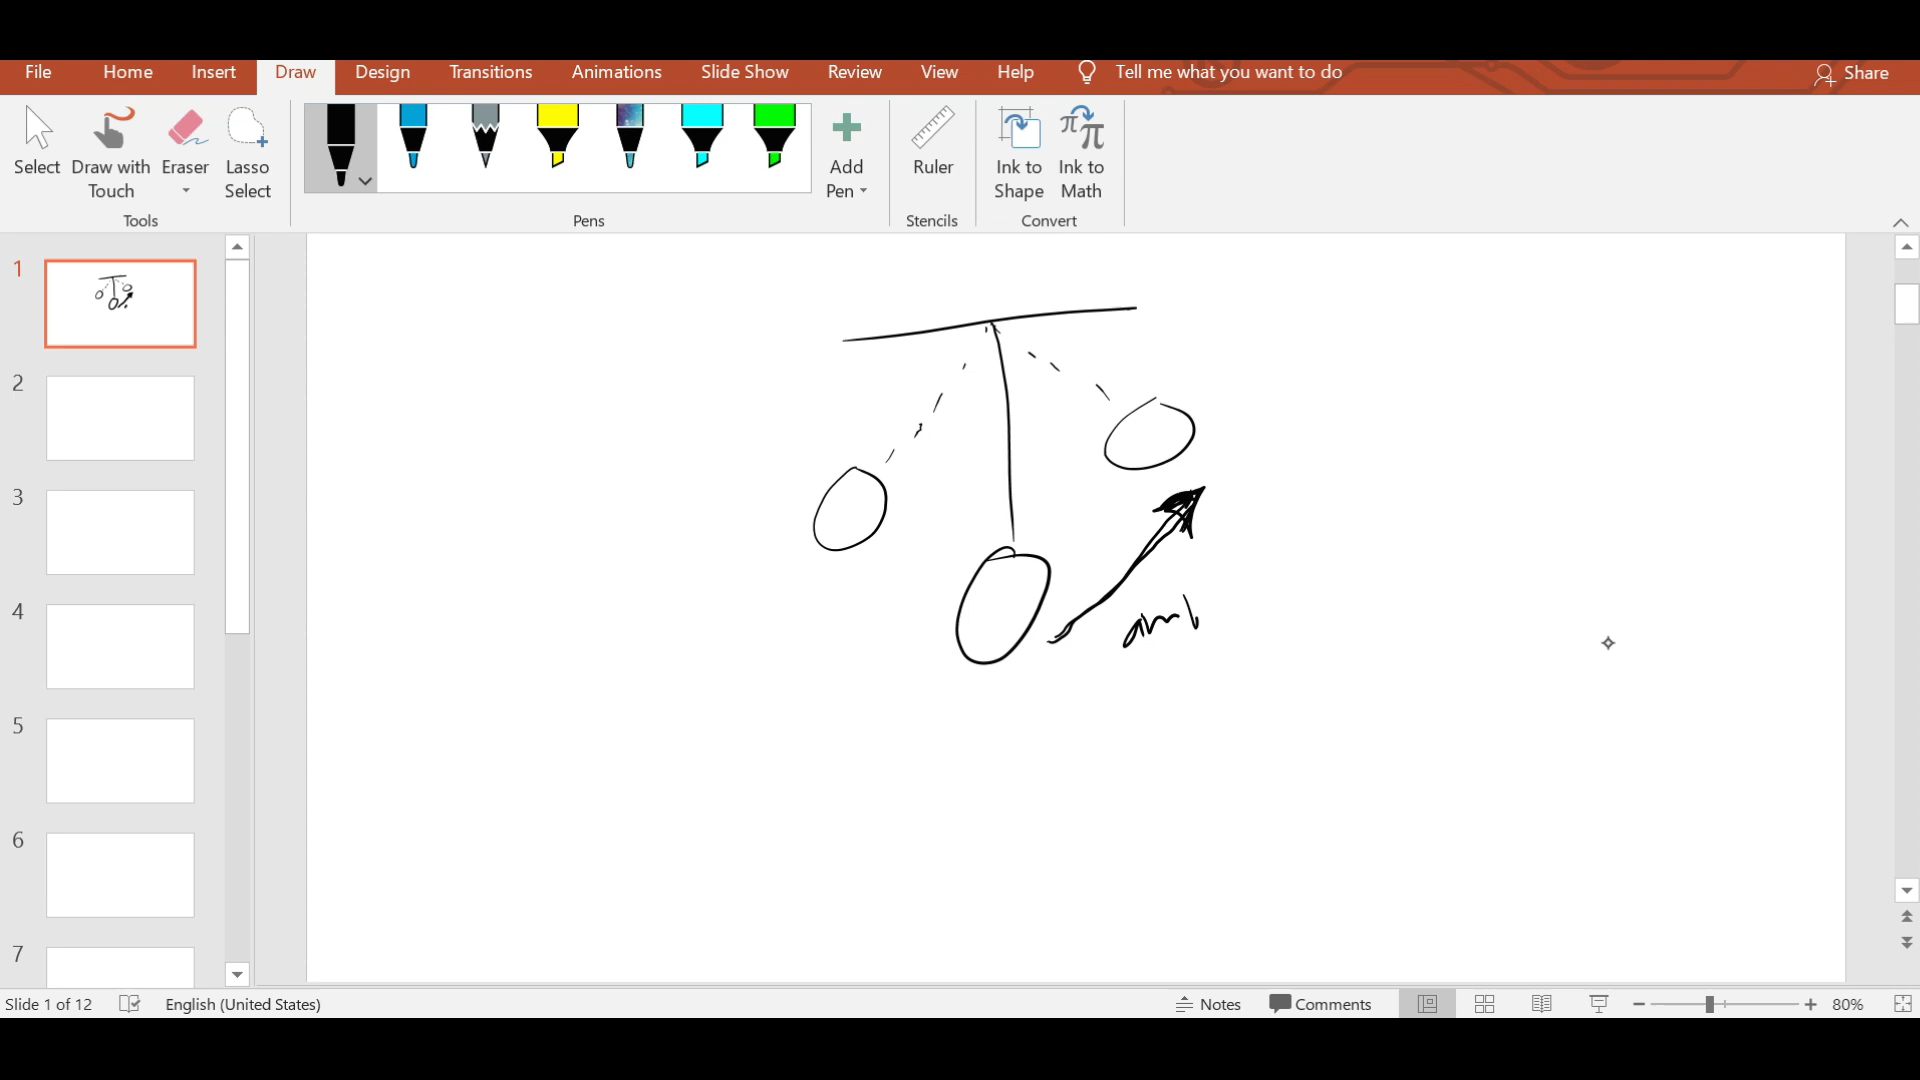 File Home Insert Draw Design Transitions Animations Slide Show Review View Help Tell me what you want to do Share
Select Draw with Touch Eraser Lasso Select Add Pen Ruler Ink to Shape Ink to Math
Tools Pens Stencils Convert
1
2
3
4
5
6
7
Slide 1 of 12 English (United States) Notes Comments 80%